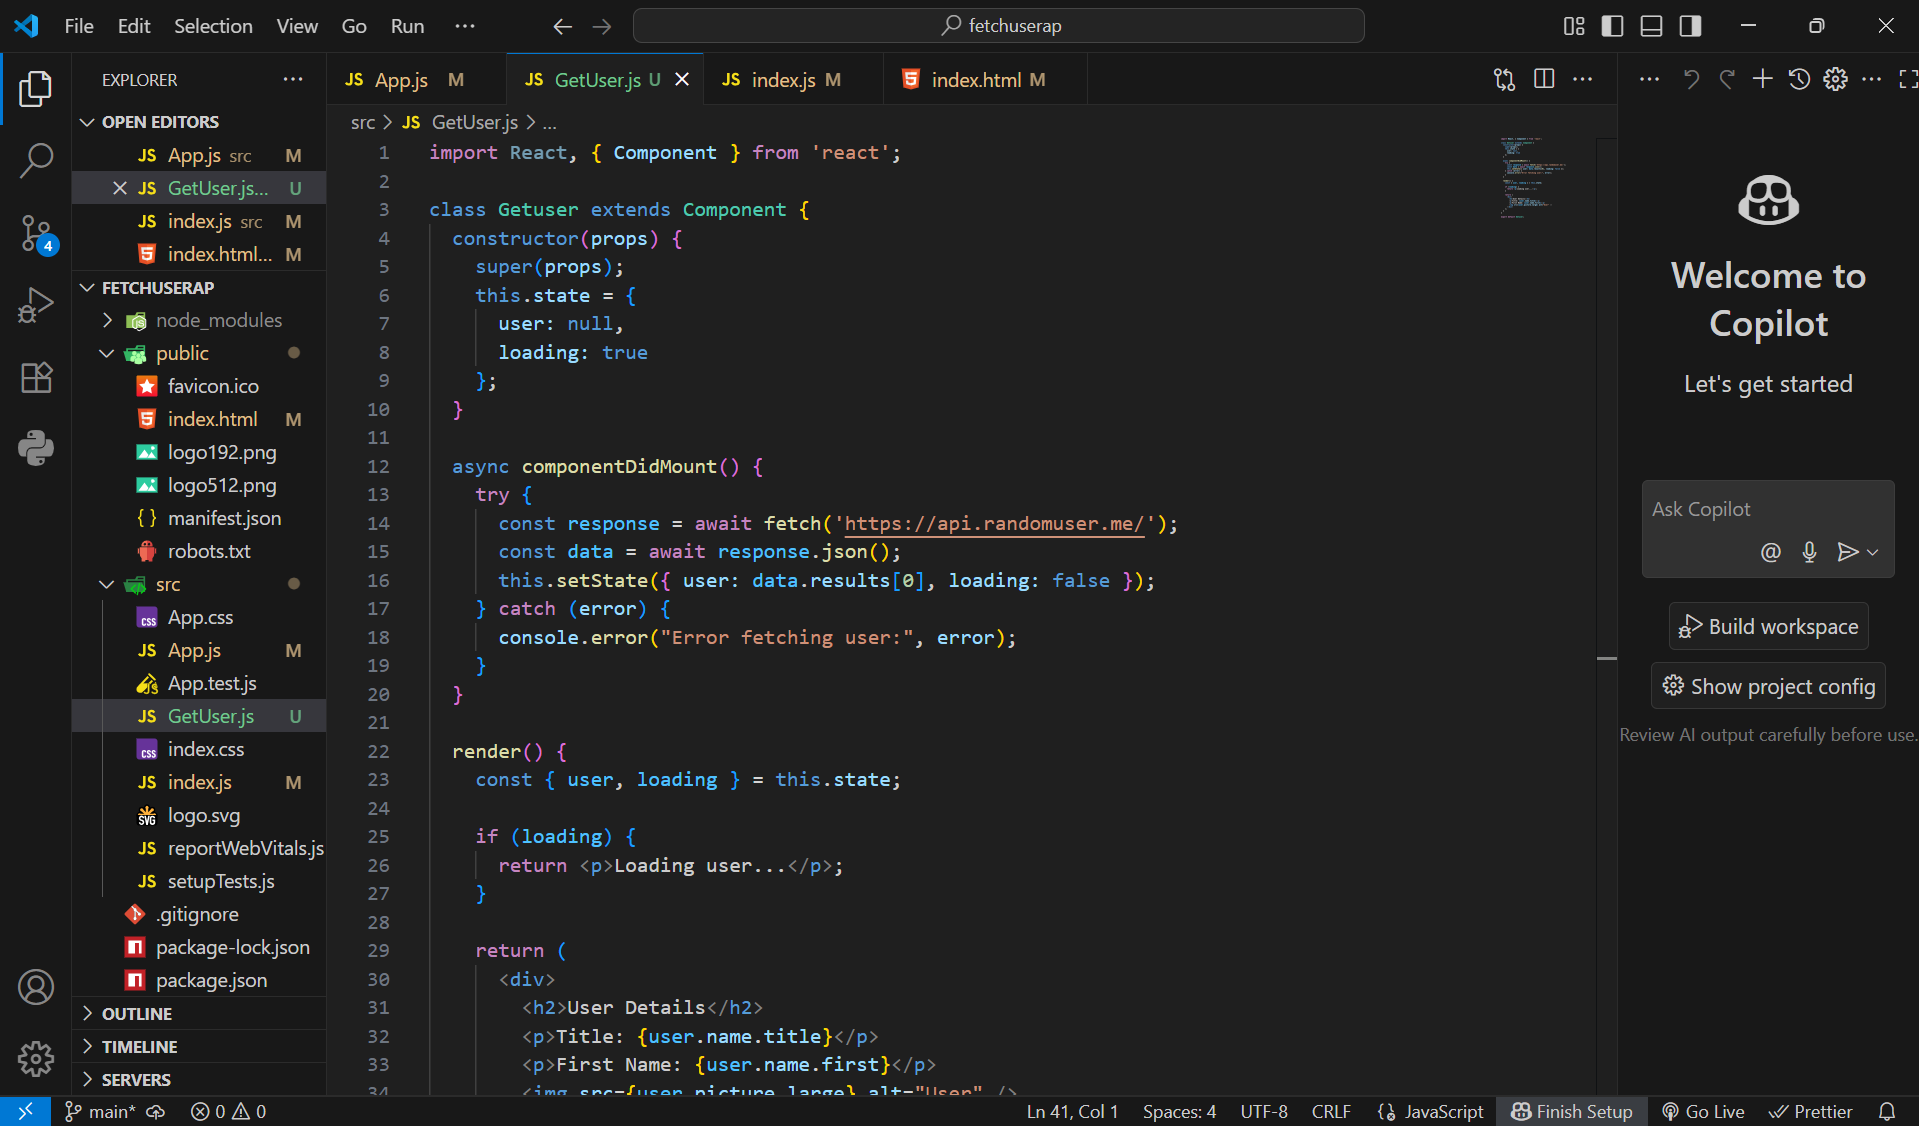 File Edit Selection View Go Run ...
fetchuserap
EXPLORER
OPEN EDITORS
App.js src M
GetUser.js... U
index.js src M
index.html... M
4
FETCHUSERAP
node_modules
public
favicon.ico
index.html M
logo192.png
logo512.png
manifest.json
robots.txt
src
App.css
App.js M
App.test.js
GetUser.js U
index.css
index.js M
logo.svg
reportWebVitals.js
setupTests.js
.gitignore
package-lock.json
package.json
OUTLINE
TIMELINE
SERVERS
JS App.js M
JS GetUser.js U
JS index.js M
index.html M
src > JS GetUser.js > ...
1 import React, { Component } from 'react';
2
3 class Getuser extends Component {
4 constructor(props) {
5 super(props);
6 this.state = {
7 user: null,
8 loading: true
9 };
10 }
11
12 async componentDidMount() {
13 try {
14 const response = await fetch('https://api.randomuser.me/');
15 const data = await response.json();
16 this.setState({ user: data.results[0], loading: false });
17 } catch (error) {
18 console.error("Error fetching user:", error);
19 }
20 }
21
22 render() {
23 const { user, loading } = this.state;
24
25 if (loading) {
26 return <p>Loading user...</p>;
27 }
28
29 return (
30 <div>
31 <h2>User Details</h2>
32 <p>Title: {user.name.title}</p>
33 <p>First Name: {user.name.first}</p>
34 <img src={user.picture.large} alt="User" />
Welcome to
Copilot
Let's get started
Ask Copilot
Build workspace
Show project config
Review AI output carefully before use.
main* 0 0
Ln 41, Col 1 Spaces: 4 UTF-8 CRLF JavaScript Finish Setup Go Live Prettier